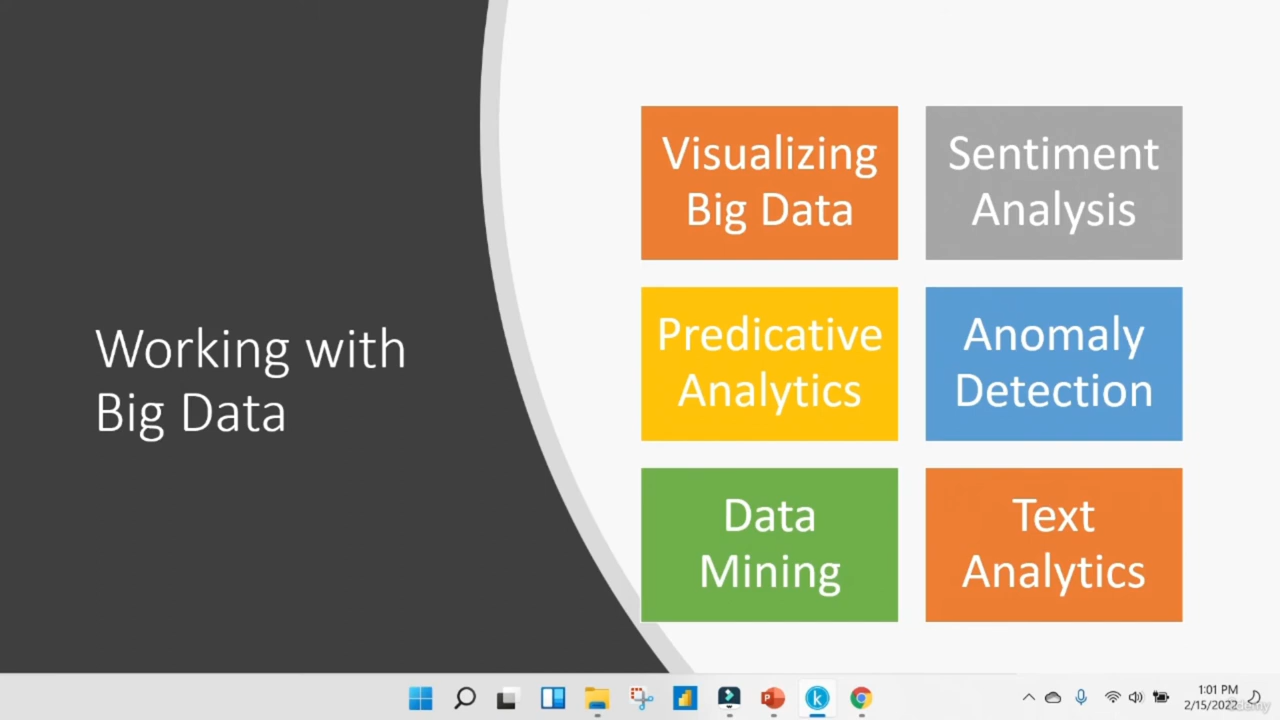 Working with
Big Data
Visualizing
Big Data
Sentiment
Analysis
Predicative
Analytics
Anomaly
Detection
Data
Mining
Text
Analytics
1:01 PM
2/15/2022